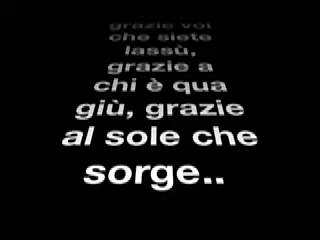 grazie voi
che siete
lassù,
grazie a
chi è qua
giù, grazie
al sole che
sorge..